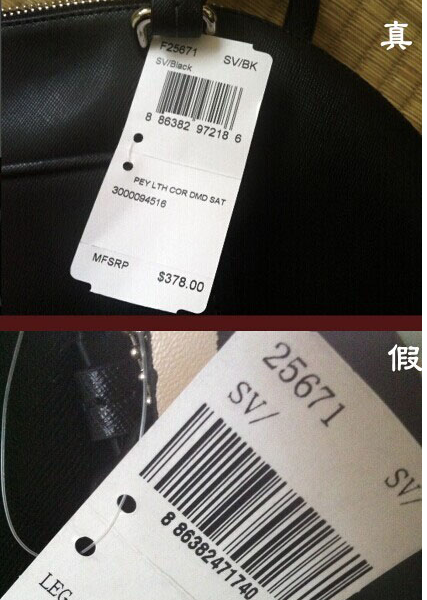 真
F25671 SV/BK
SV/Black
8 86382 97218 6
PEY LTH COR DMD SAT
3000094516
MFSRP $378.00
假
25671
SV/ SV/
8 86382471740
LEG